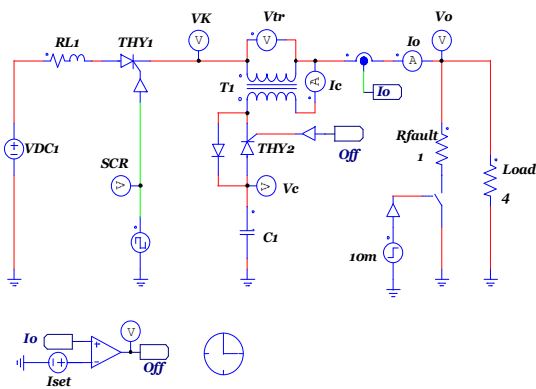 VK
Vtr
Vo
V
V
V
RL1
THY1
Io
A
T1
A
Ic
Io
VDC1
THY2
Off
Rfault
1
SCR
V
V
Vc
Load
4
C1
10m
V
Io
Off
Iset